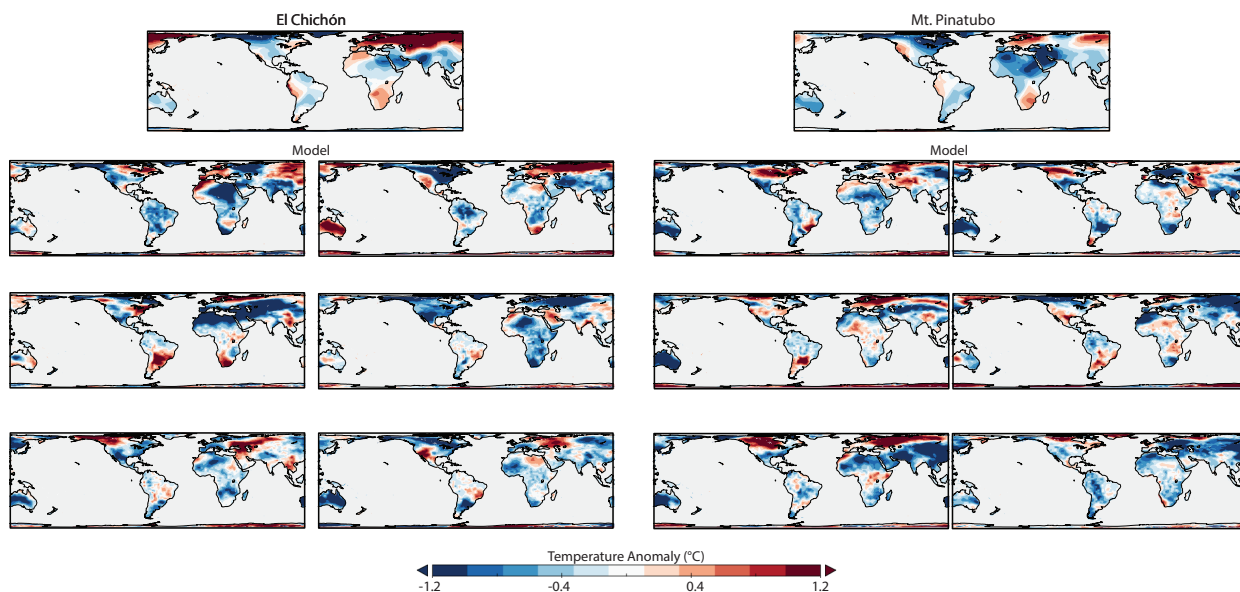 El Chichón
Mt. Pinatubo
Model
Model
Temperature Anomaly (°C)
-1.2
-0.4
0.4
1.2